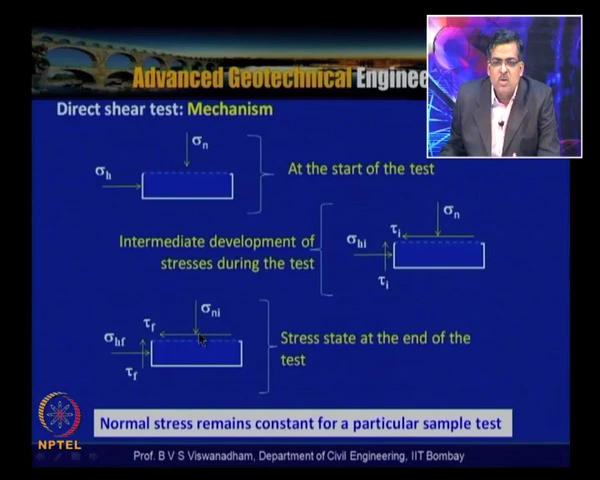 Advanced Geotechnical Engine
Direct shear test: Mechanism
σn
σh
At the start of the test
σn
τi
Intermediate development of
stresses during the test
σhi
τi
σni
τf
σhf
Stress state at the end of the
test
τf
Normal stress remains constant for a particular sample test
NPTEL
Prof. B V S Viswanadham, Department of Civil Engineering, IIT Bombay